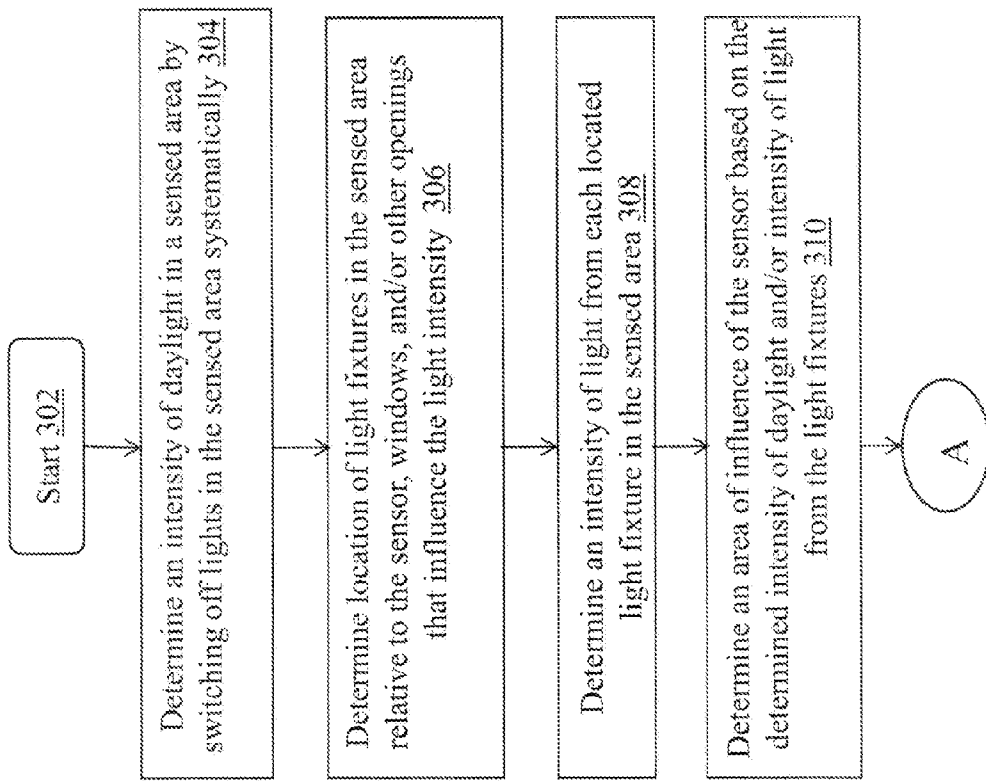 Start 302
Determine an intensity of daylight in a sensed area by
switching off lights in the sensed area systematically 304
Determine location of light fixtures in the sensed area
relative to the sensor, windows, and/or other openings
that influence the light intensity 306
Determine an intensity of light from each located
light fixture in the sensed area 308
Determine an area of influence of the sensor based on the
determined intensity of daylight and/or intensity of light
from the light fixtures 310
A